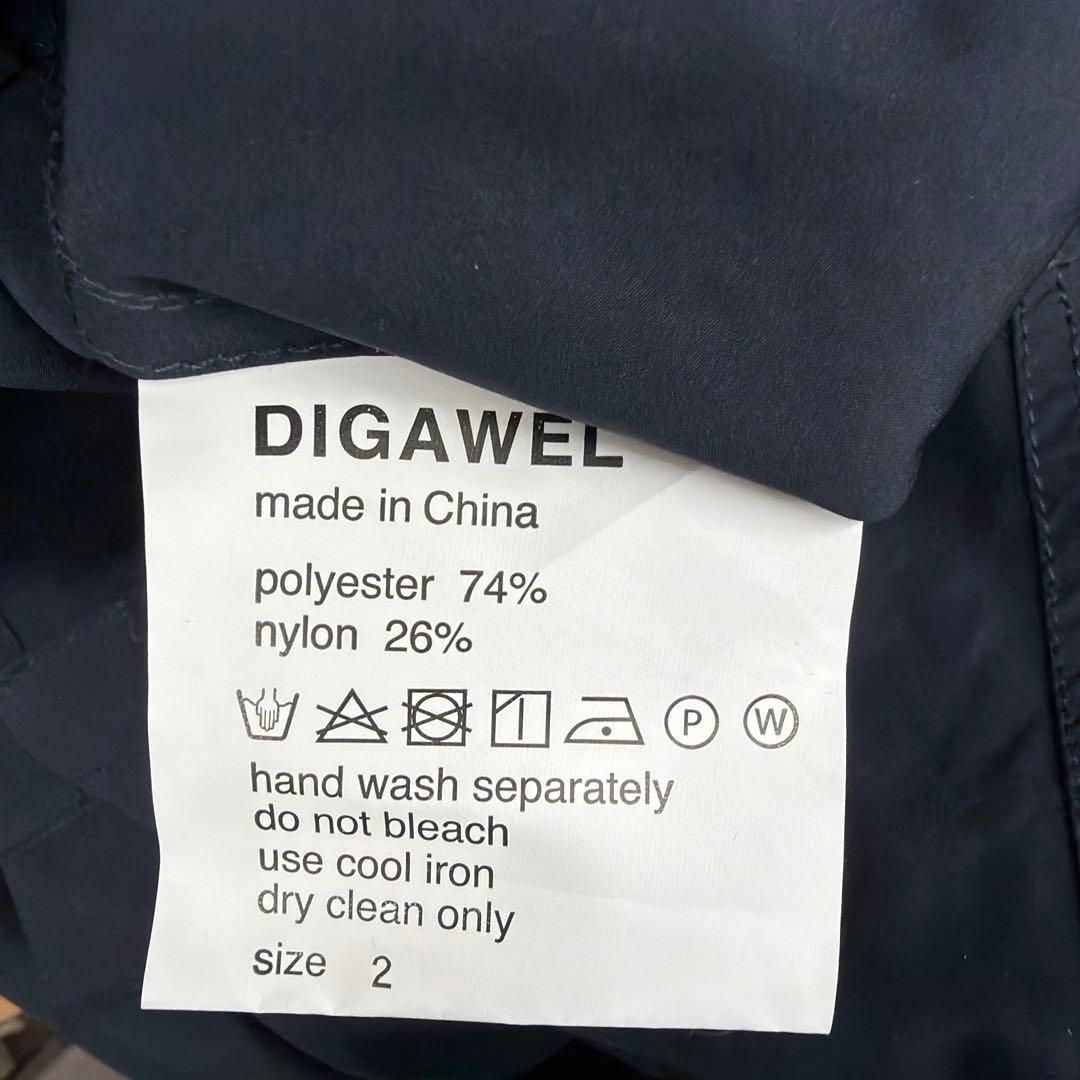 DIGAWEL
made in China
polyester 74%
nylon 26%
P W
hand wash separately
do not bleach
use cool iron
dry clean only
size 2